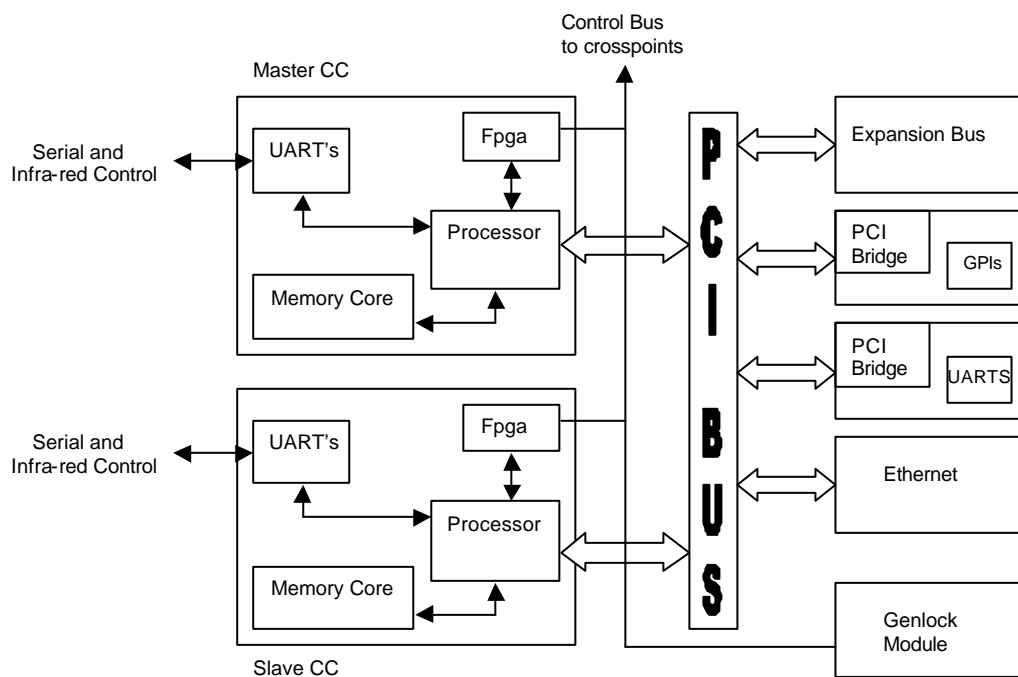 Control Bus
to crosspoints
Master CC
Serial and
Infra-red Control
UART's
Fpga
Processor
Memory Core
Serial and
Infra-red Control
UART's
Fpga
Processor
Memory Core
Slave CC
PCI BUS
Expansion Bus
PCI
Bridge
GPIs
PCI
Bridge
UARTS
Ethernet
Genlock
Module